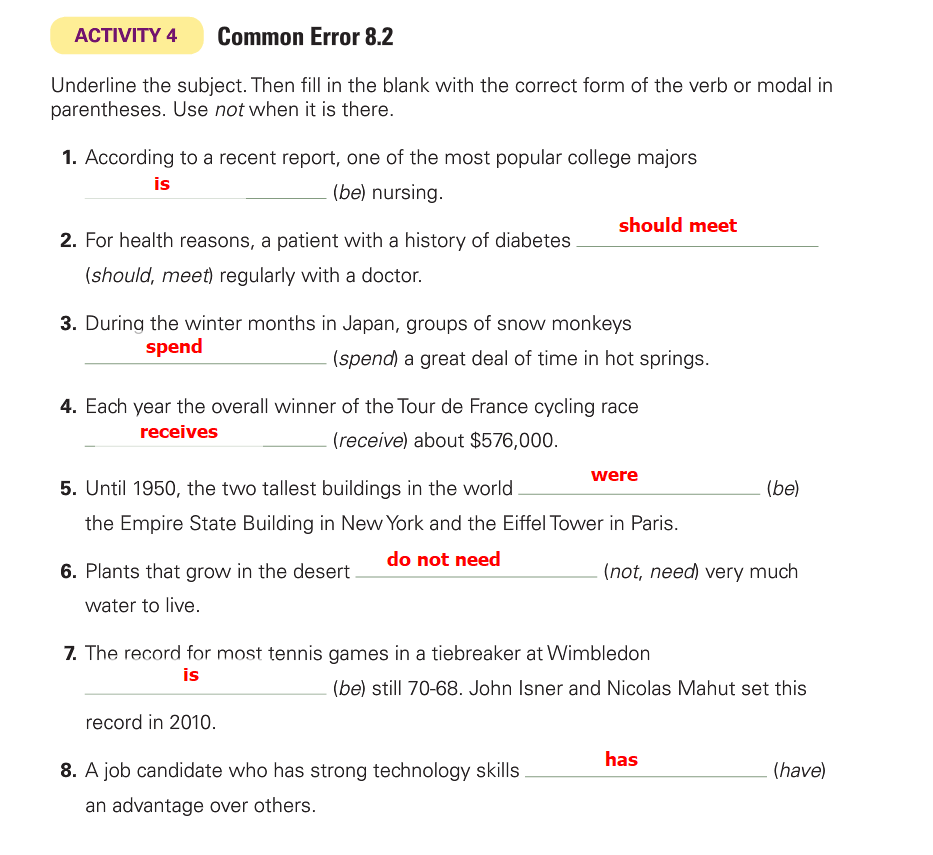 ACTIVITY 4 Common Error 8.2
Underline the subject. Then fill in the blank with the correct form of the verb or modal in
parentheses. Use not when it is there.
1. According to a recent report, one of the most popular college majors
is (be) nursing.
2. For health reasons, a patient with a history of diabetes should meet
(should, meet) regularly with a doctor.
3. During the winter months in Japan, groups of snow monkeys
spend (spend) a great deal of time in hot springs.
4. Each year the overall winner of the Tour de France cycling race
receives (receive) about $576,000.
5. Until 1950, the two tallest buildings in the world were (be)
the Empire State Building in New York and the Eiffel Tower in Paris.
6. Plants that grow in the desert do not need (not, need) very much
water to live.
7. The record for most tennis games in a tiebreaker at Wimbledon
is (be) still 70-68. John Isner and Nicolas Mahut set this
record in 2010.
8. A job candidate who has strong technology skills has (have)
an advantage over others.